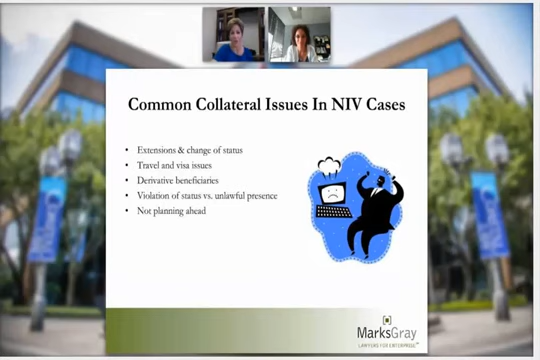 Common Collateral Issues In NIV Cases
• Extensions & change of status
• Travel and visa issues
• Derivative beneficiaries
• Violation of status vs. unlawful presence
• Not planning ahead
MarksGray
LAWYERS FOR ENTERPRISE